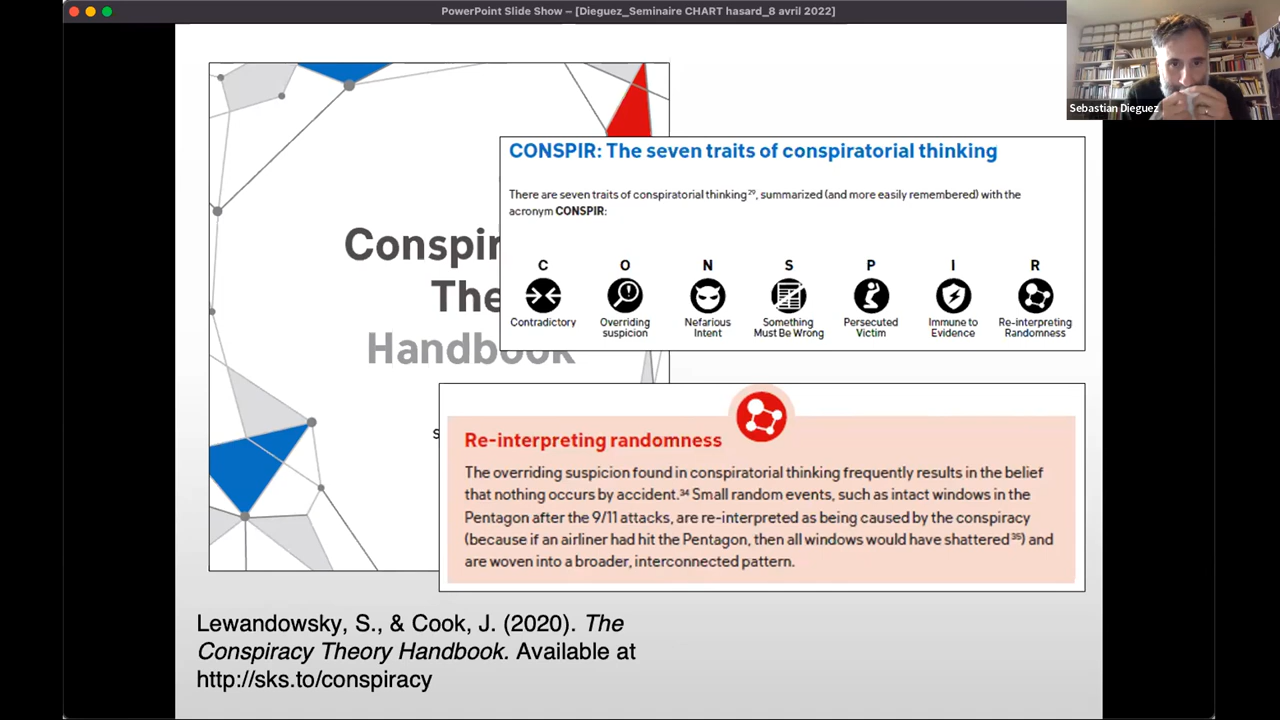 PowerPoint Slide Show – [Dieguez_Seminaire CHART hasard_8 avril 2022]
Sebastian Dieguez
CONSPIR: The seven traits of conspiratorial thinking
There are seven traits of conspiratorial thinking²⁹, summarized (and more easily remembered) with the
acronym CONSPIR:
C O N S P I R
Contradictory
Overriding
suspicion
Nefarious
Intent
Something
Must Be Wrong
Persecuted
Victim
Immune to
Evidence
Re-interpreting
Randomness
Conspir
The
Handbook
S
Re-interpreting randomness
The overriding suspicion found in conspiratorial thinking frequently results in the belief
that nothing occurs by accident.³⁴ Small random events, such as intact windows in the
Pentagon after the 9/11 attacks, are re-interpreted as being caused by the conspiracy
(because if an airliner had hit the Pentagon, then all windows would have shattered³⁵) and
are woven into a broader, interconnected pattern.
Lewandowsky, S., & Cook, J. (2020). The
Conspiracy Theory Handbook. Available at
http://sks.to/conspiracy